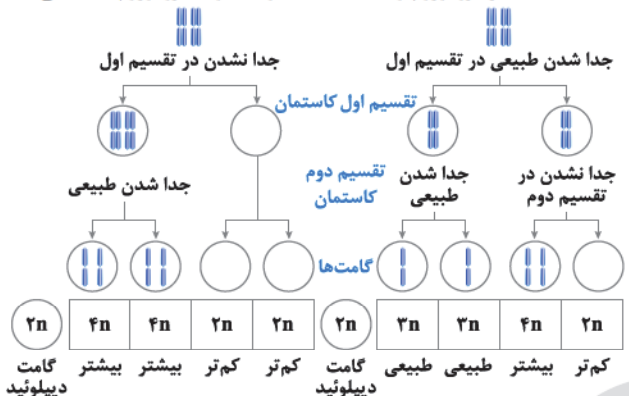 جدا شدن طبیعی در تقسیم اول
جدا نشدن در تقسیم اول
تقسیم اول کاستمان
جدا نشدن در
تقسیم دوم
جدا شدن
طبیعی
تقسیم دوم
کاستمان
جدا شدن طبیعی
گامت‌ها
۲n ۴n ۴n ۲n ۲n ۲n ۳n ۳n ۴n ۲n
کم‌تر بیشتر طبیعی طبیعی گامت دیپلوئید کم‌تر کم‌تر بیشتر بیشتر گامت دیپلوئید